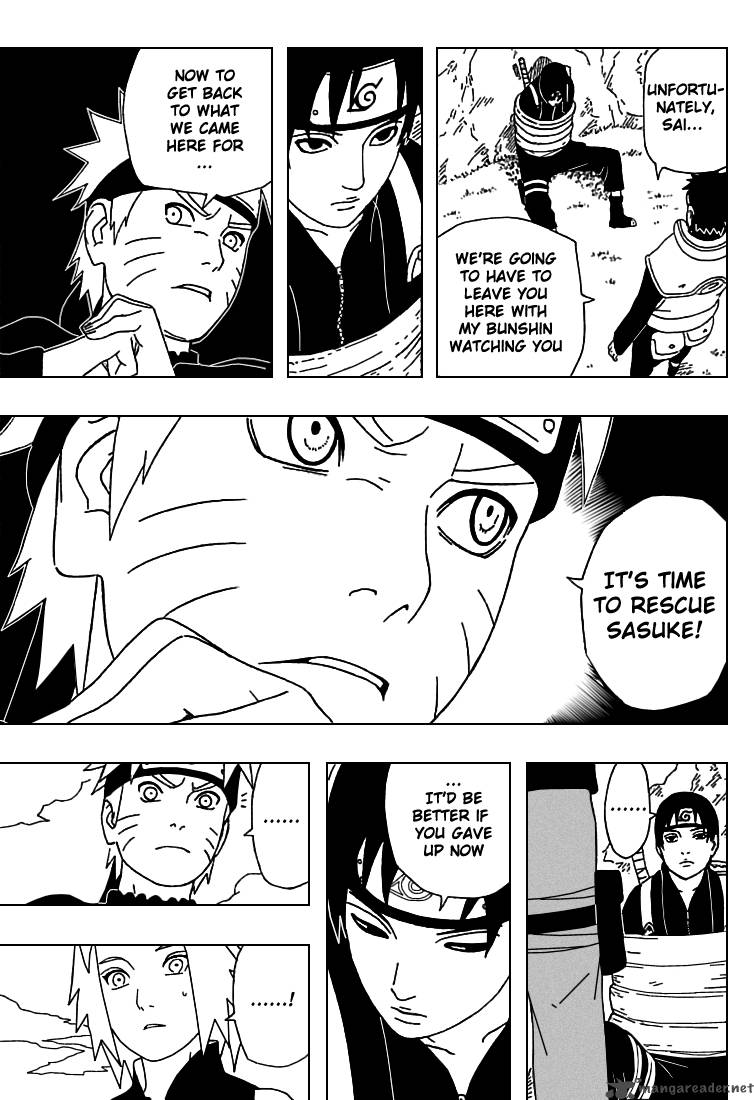 UNFORTU-
NATELY,
SAI...
WE'RE GOING
TO HAVE TO
LEAVE YOU
HERE WITH
MY BUNSHIN
WATCHING YOU
NOW TO
GET BACK
TO WHAT
WE CAME
HERE FOR
...
IT'S TIME
TO RESCUE
SASUKE!
.......
...
IT'D BE
BETTER IF
YOU GAVE
UP NOW
.......
.......!
mangareader.net